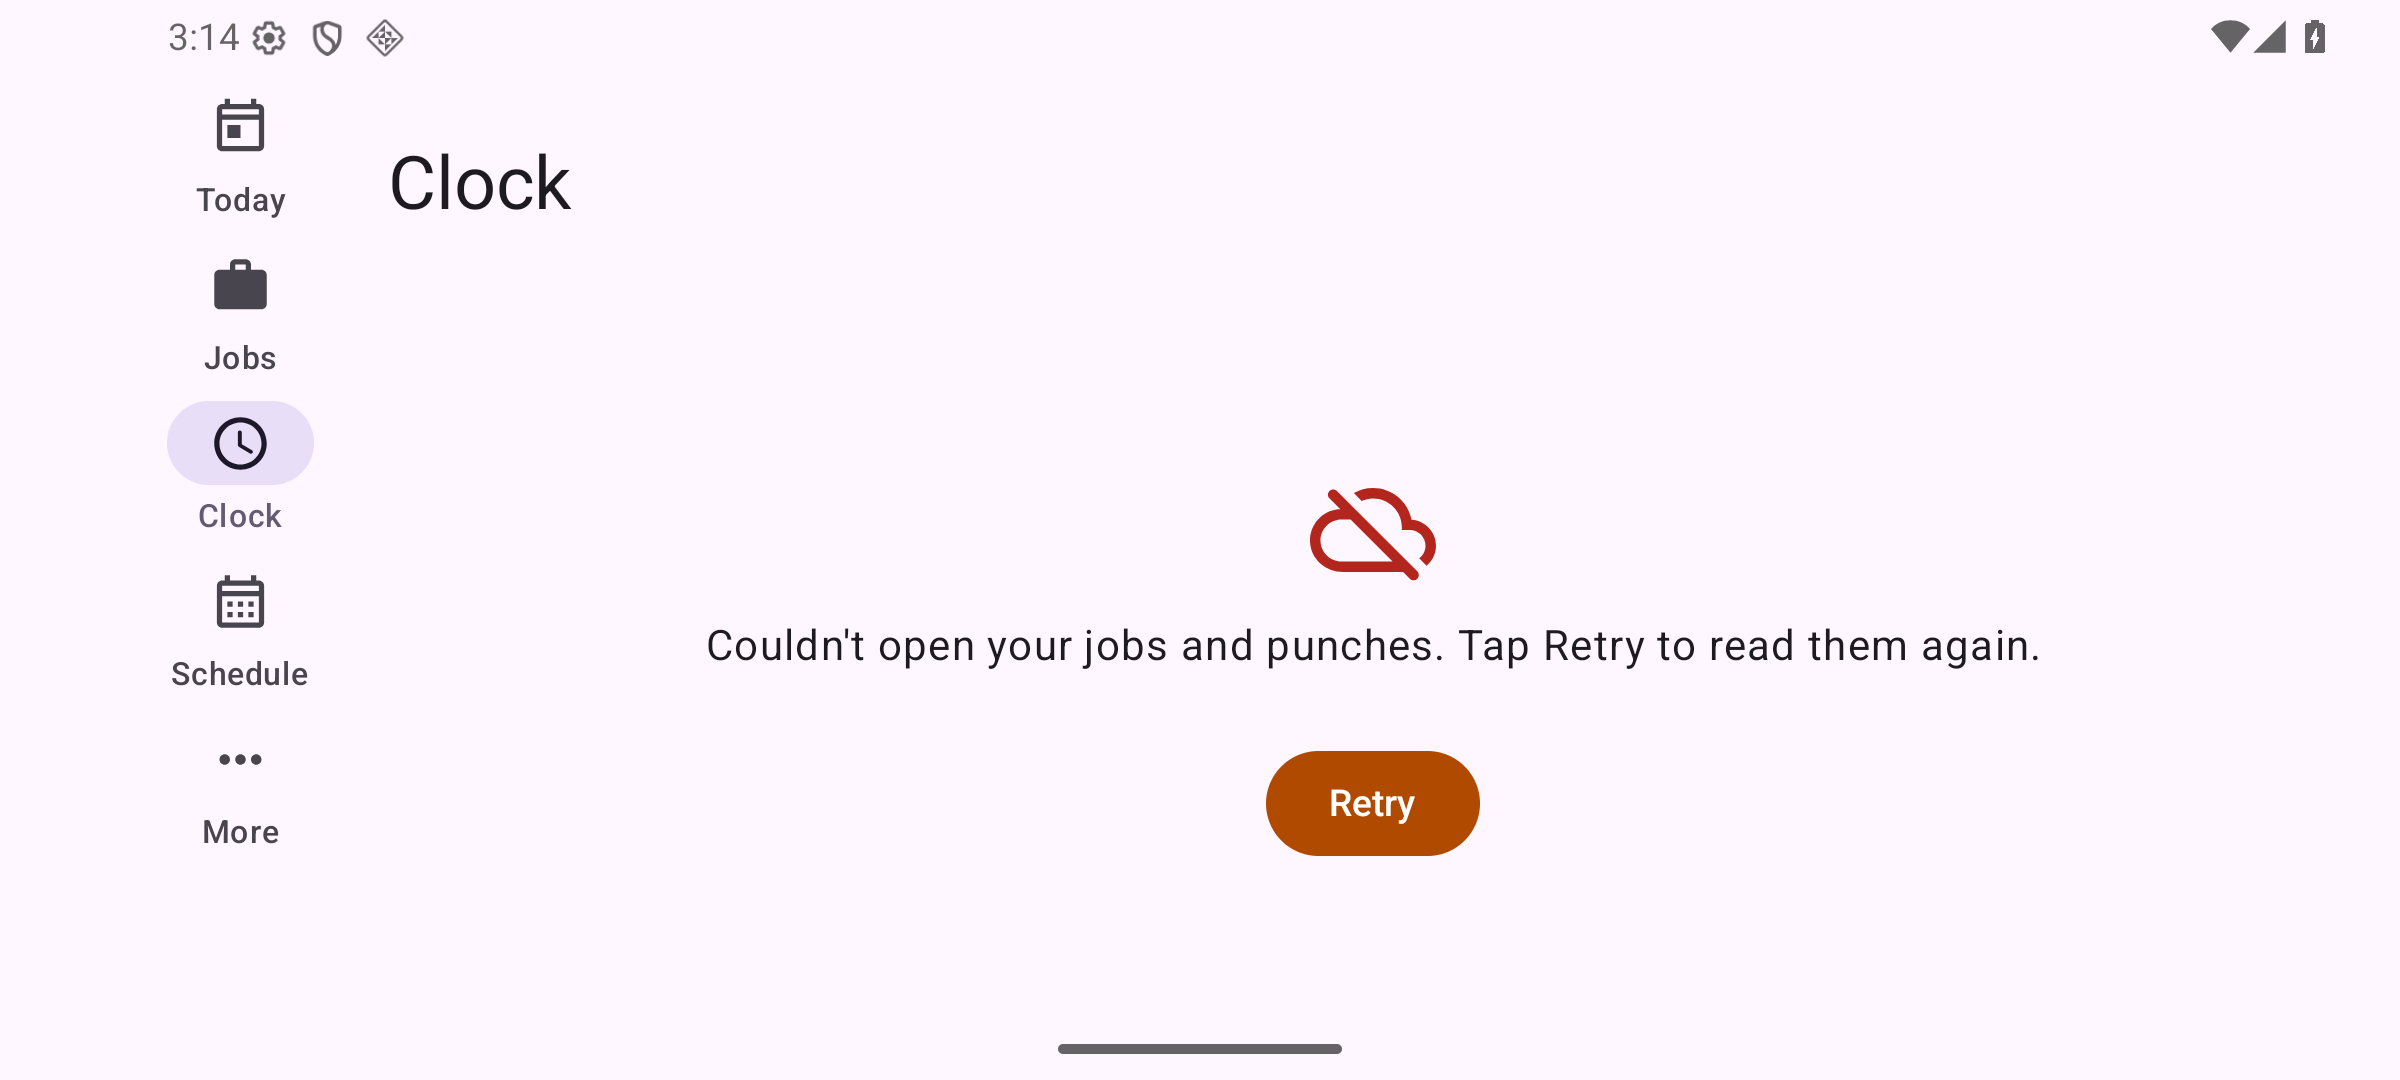 3:14
Today
Jobs
Clock
Schedule
More
Clock
Couldn't open your jobs and punches. Tap Retry to read them again.
Retry